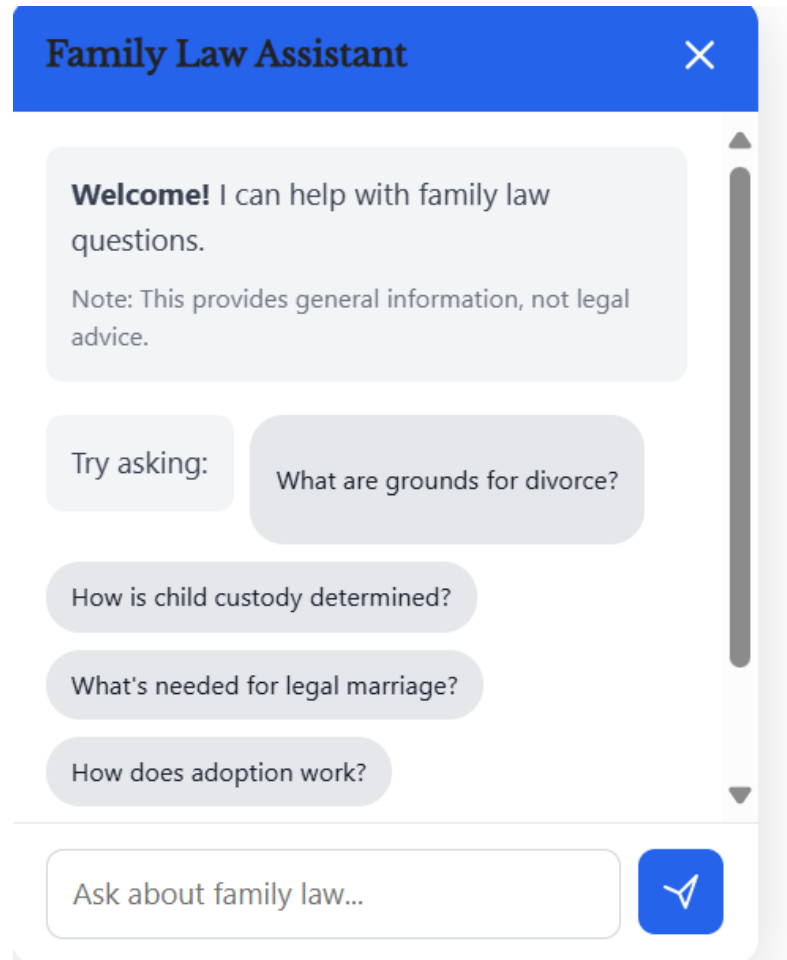 Family Law Assistant
Welcome! I can help with family law
questions.
Note: This provides general information, not legal
advice.
Try asking:
What are grounds for divorce?
How is child custody determined?
What's needed for legal marriage?
How does adoption work?
Ask about family law...